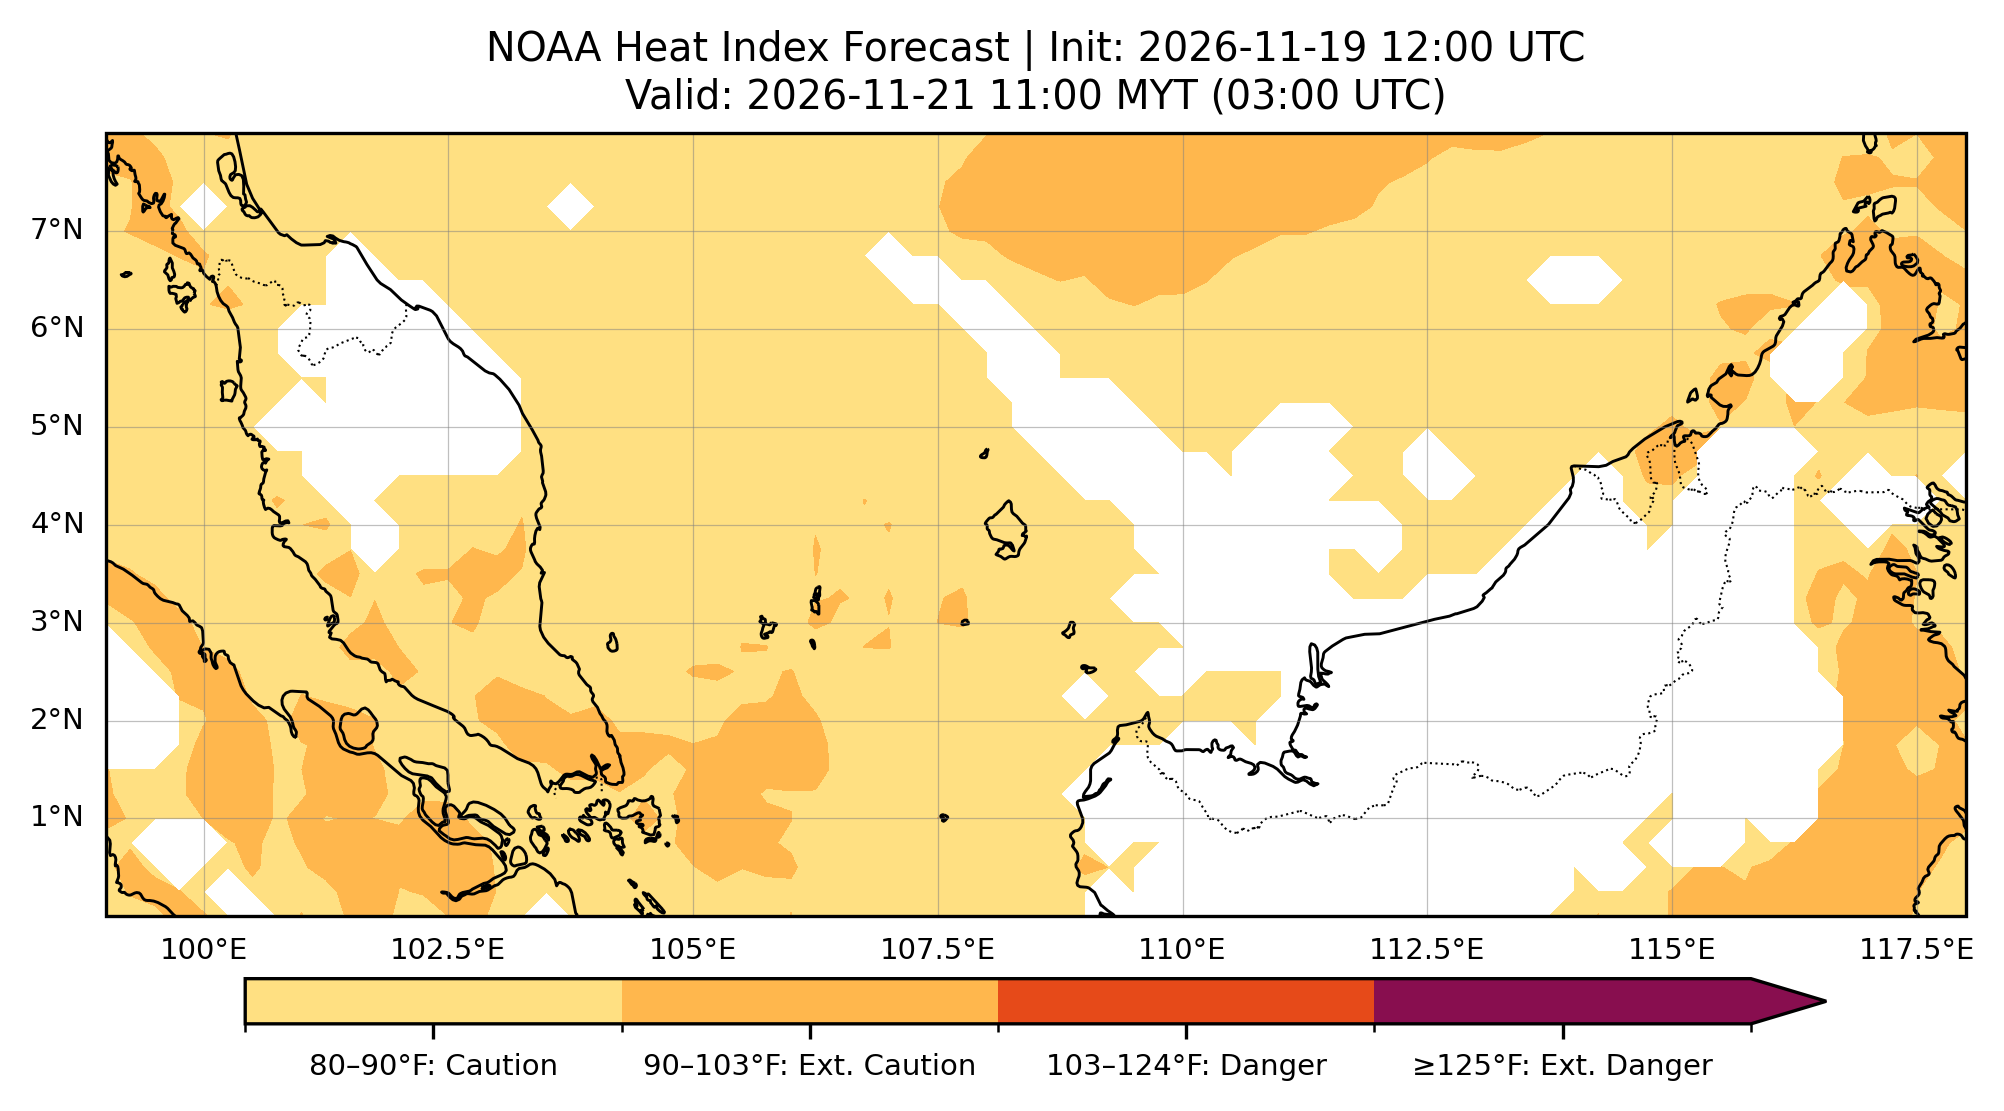 NOAA Heat Index Forecast | Init: 2026-11-19 12:00 UTC
Valid: 2026-11-21 11:00 MYT (03:00 UTC)
7°N
6°N
5°N
4°N
3°N
2°N
1°N
100°E 102.5°E 105°E 107.5°E 110°E 112.5°E 115°E 117.5°E
80–90°F: Caution 90–103°F: Ext. Caution 103–124°F: Danger ≥125°F: Ext. Danger